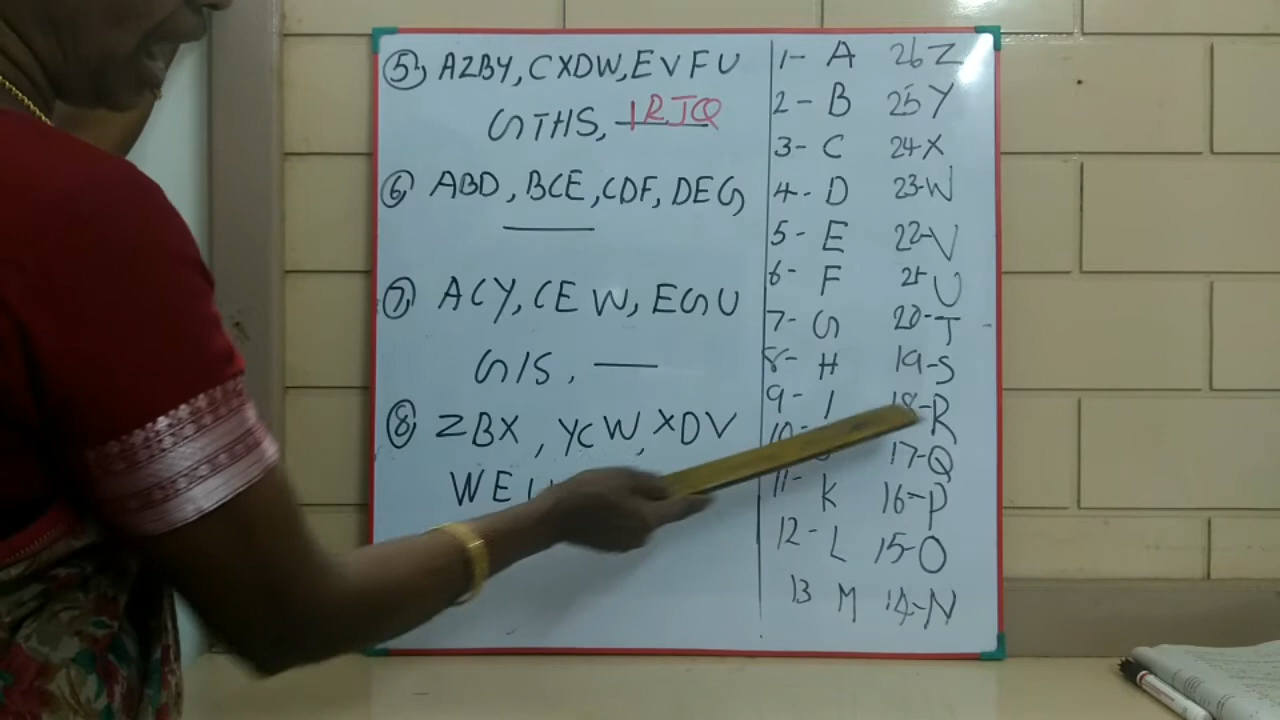 5) AZBY, CXDW, EVFU
GTHS, IRJQ
6) ABD, BCE, CDF, DEG,
7) ACY, CEW, EGU
GIS,
8) ZBX, YCW, XDV
WEU
1- A 26 Z
2 - B 25 Y
3- C 24-X
4 - D 23-W
5 - E 22-V
6- F 21 U
7- G 20-T
8- H 19-S
9 - I 18-R
10- 17-Q
11- K 16-P
12- L 15-O
13 M 14-N